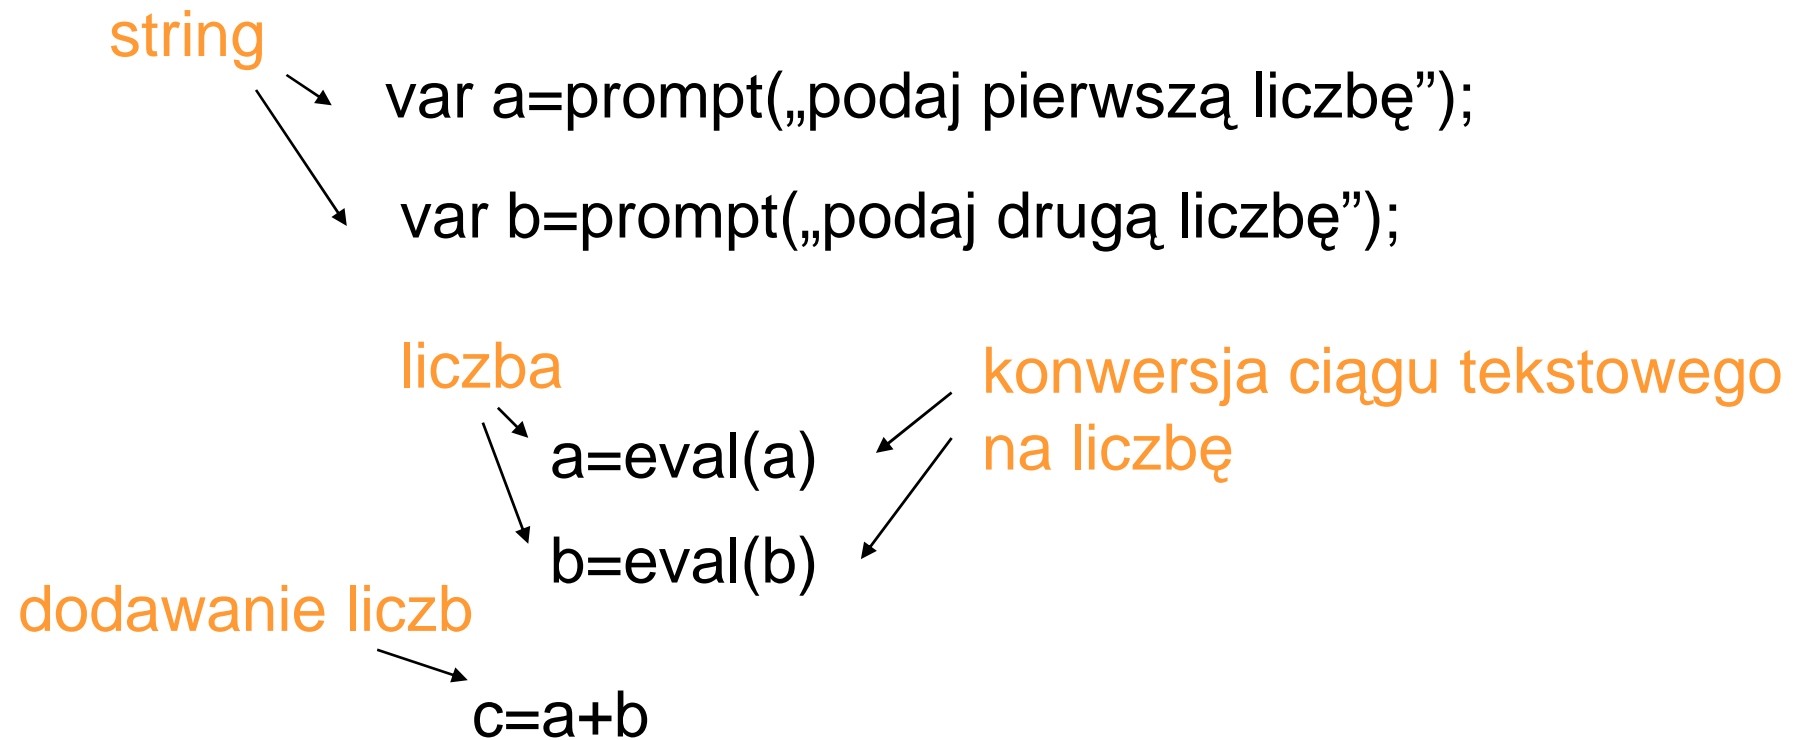 string
var a=prompt(„podaj pierwszą liczbę”);
var b=prompt(„podaj drugą liczbę”);
liczba
konwersja ciągu tekstowego
na liczbę
a=eval(a)
b=eval(b)
dodawanie liczb
c=a+b